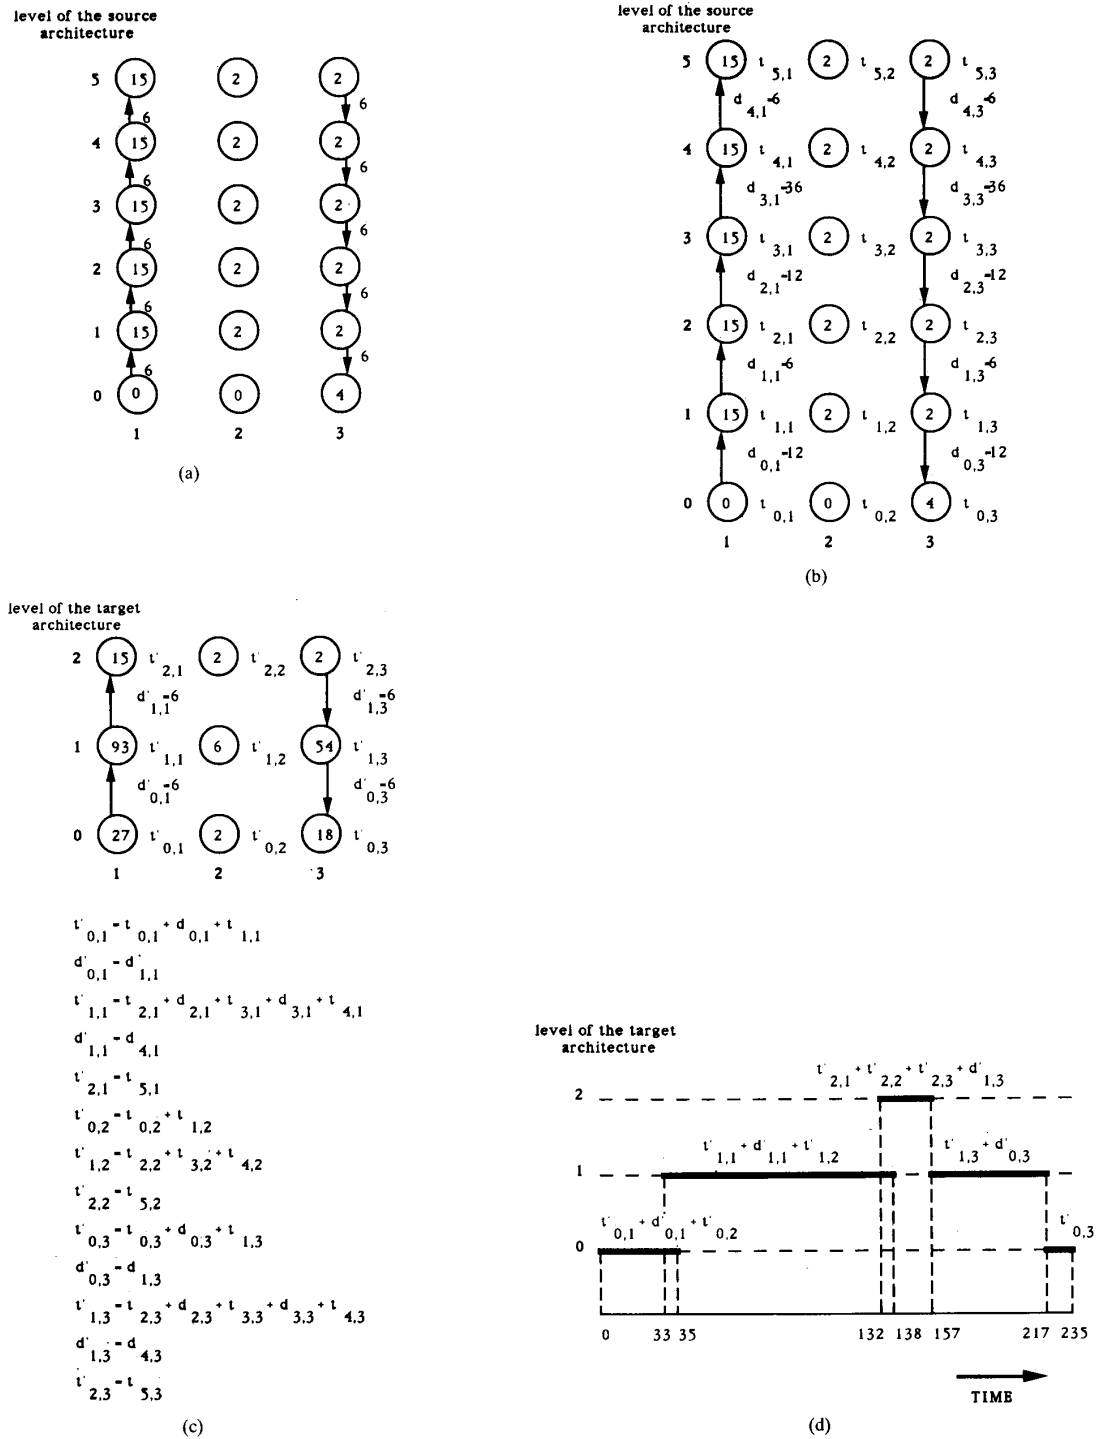 level of the source
architecture
5 15 2 2
6 6
4 15 2 2
6 6
3 15 2 2
6 6
2 15 2 2
6 6
1 15 2 2
6 6
0 0 0 4
1 2 3
(a)
level of the source
architecture
5 15 t 5,1 2 t 5,2 2 t 5,3
d 4,1 =6 d 4,3 =6
4 15 t 4,1 2 t 4,2 2 t 4,3
d 3,1 =36 d 3,3 =36
3 15 t 3,1 2 t 3,2 2 t 3,3
d 2,1 =12 d 2,3 =12
2 15 t 2,1 2 t 2,2 2 t 2,3
d 1,1 =6 d 1,3 =6
1 15 t 1,1 2 t 1,2 2 t 1,3
d 0,1 =12 d 0,3 =12
0 0 t 0,1 0 t 0,2 4 t 0,3
1 2 3
(b)
level of the target
architecture
2 15 t' 2,1 2 t' 2,2 2 t' 2,3
d' 1,1 =6 d' 1,3 =6
1 93 t' 1,1 6 t' 1,2 54 t' 1,3
d' 0,1 =6 d' 0,3 =6
0 27 t' 0,1 2 t' 0,2 18 t' 0,3
1 2 3
t' 0,1 = t 0,1 + d 0,1 + t 1,1
d' 0,1 = d' 1,1
t' 1,1 = t 2,1 + d 2,1 + t 3,1 + d 3,1 + t 4,1
d' 1,1 = d 4,1
t' 2,1 = t 5,1
t' 0,2 = t 0,2 + t 1,2
t' 1,2 = t 2,2 + t 3,2 + t 4,2
t' 2,2 = t 5,2
t' 0,3 = t 0,3 + d 0,3 + t 1,3
d' 0,3 = d 1,3
t' 1,3 = t 2,3 + d 2,3 + t 3,3 + d 3,3 + t 4,3
d' 1,3 = d 4,3
t' 2,3 = t 5,3
(c)
level of the target
architecture
t' 2,1 + t' 2,2 + t' 2,3 + d' 1,3
2
t' 1,1 + d' 1,1 + t' 1,2 t' 1,3 + d' 0,3
1
t' 0,1 + d' 0,1 + t' 0,2 t' 0,3
0
0 33 35 132 138 157 217 235
TIME
(d)